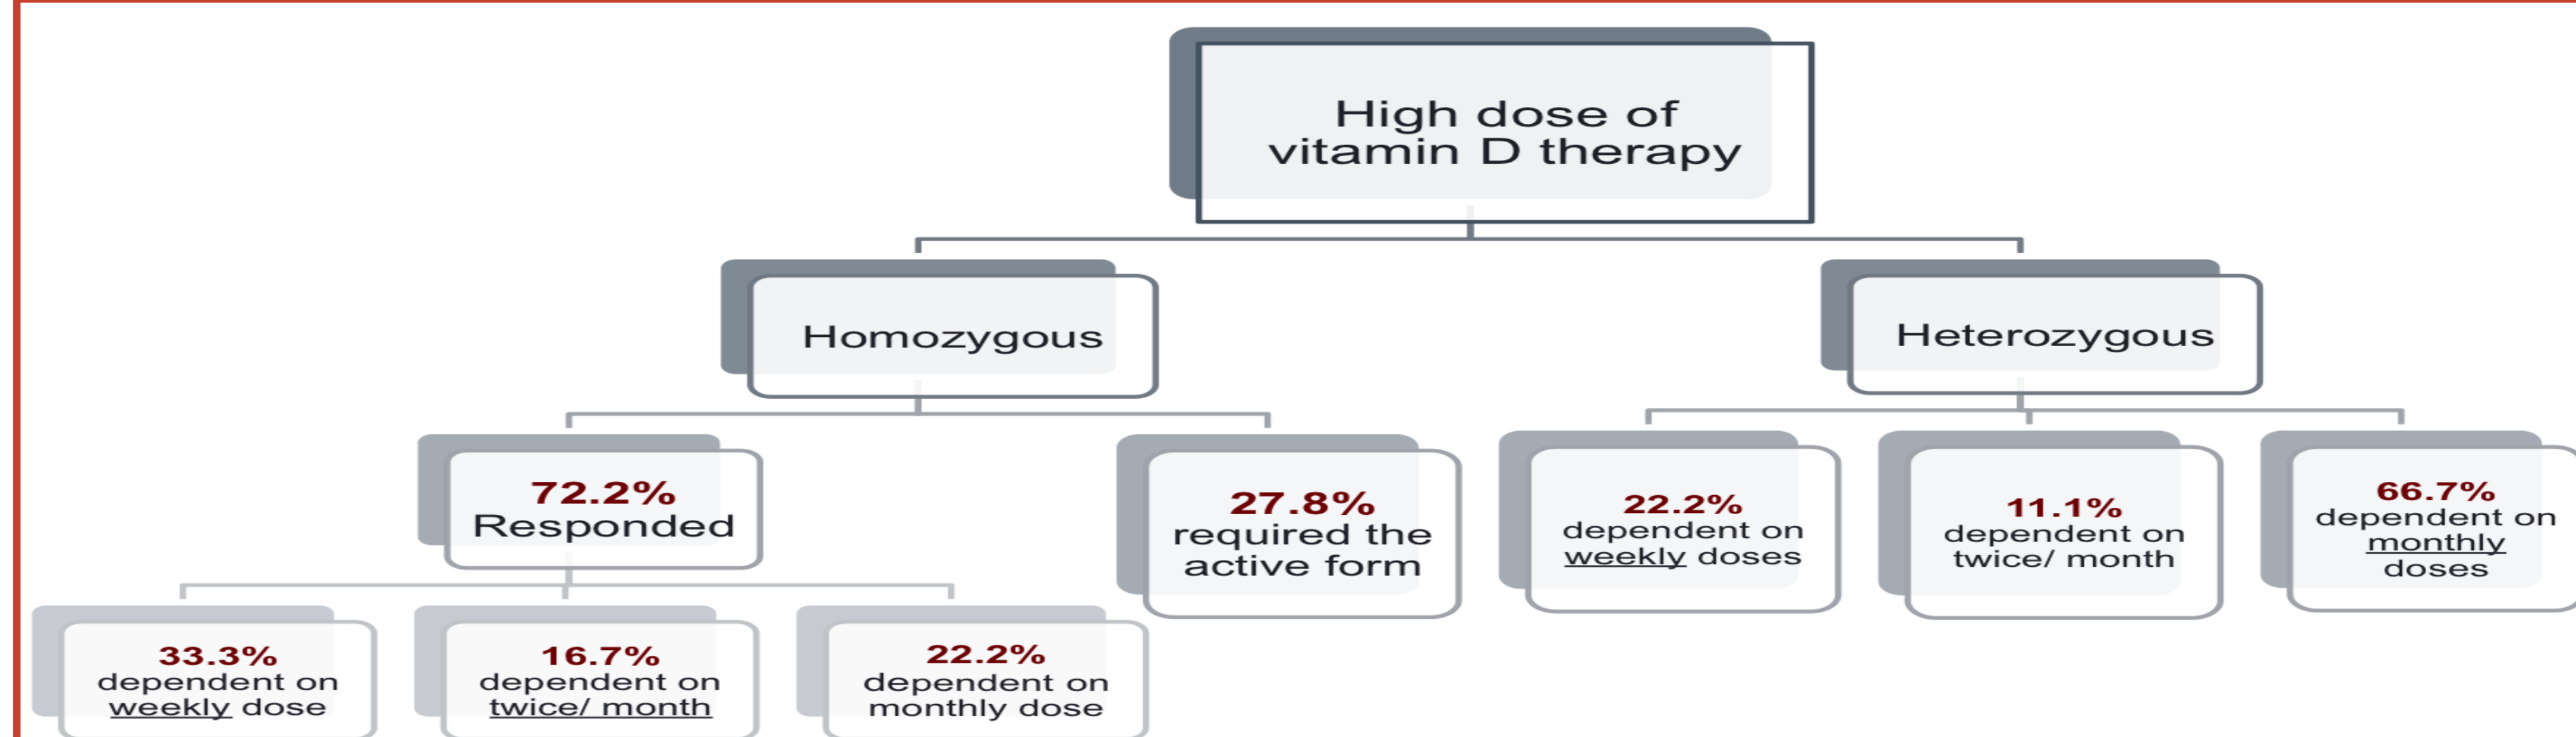 High dose of
vitamin D therapy
Homozygous
Heterozygous
72.2%
Responded
27.8%
required the
active form
22.2%
dependent on
weekly doses
11.1%
dependent on
twice/ month
66.7%
dependent on
monthly
doses
33.3%
dependent on
weekly dose
16.7%
dependent on
twice/ month
22.2%
dependent on
monthly dose